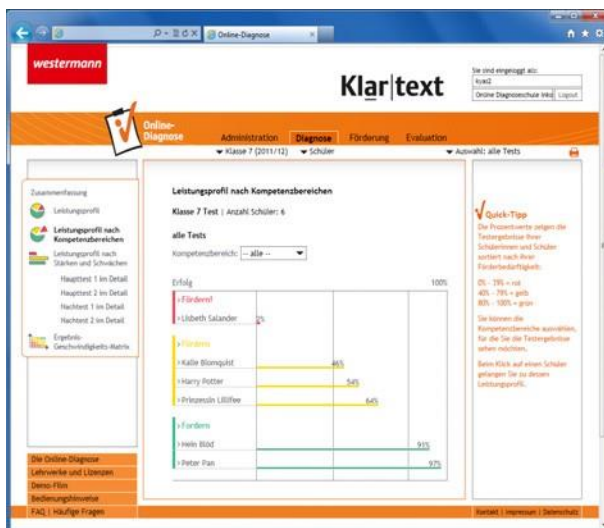 Online-Diagnose
westermann
Klar|text
Sie sind eingeloggt als:
Online Diagnoseschule
Logout
Online-
Diagnose
Administration Diagnose Förderung Evaluation
Klasse 7 (2011/12) Schüler Auswahl: alle Tests
Zusammenfassung
Leistungsprofil
Leistungsprofil nach
Kompetenzbereichen
Leistungsprofil nach
Stärken und Schwächen
Haupttest 1 im Detail
Haupttest 2 im Detail
Nachtest 1 im Detail
Nachtest 2 im Detail
Ergebnis-
Geschwindigkeits-Matrix
Die Online-Diagnose
Lehrwerke und Lizenzen
Demo-Film
Bedienungshinweise
FAQ | Häufige Fragen
Leistungsprofil nach Kompetenzbereichen
Klasse 7 Test | Anzahl Schüler: 6
alle Tests
Kompetenzbereich: -- alle --
Erfolg 100%
› Fördern!
› Lisbeth Salander 2%
› Fördern
› Kalle Blomquist 46%
› Harry Potter 54%
› Prinzessin Lillifee 64%
› Fordern
› Hein Blöd 91%
› Peter Pan 97%
Quick-Tipp
Die Prozentwerte zeigen die
Testergebnisse Ihrer
Schülerinnen und Schüler
sortiert nach ihrer
Förderbedürftigkeit:
0% - 39% = rot
40% - 79% = gelb
80% - 100% = grün
Sie können die
Kompetenzbereiche auswählen,
für die Sie die Testergebnisse
sehen möchten.
Beim Klick auf einen Schüler
gelangen Sie zu dessen
Leistungsprofil.
Kontakt | Impressum | Datenschutz